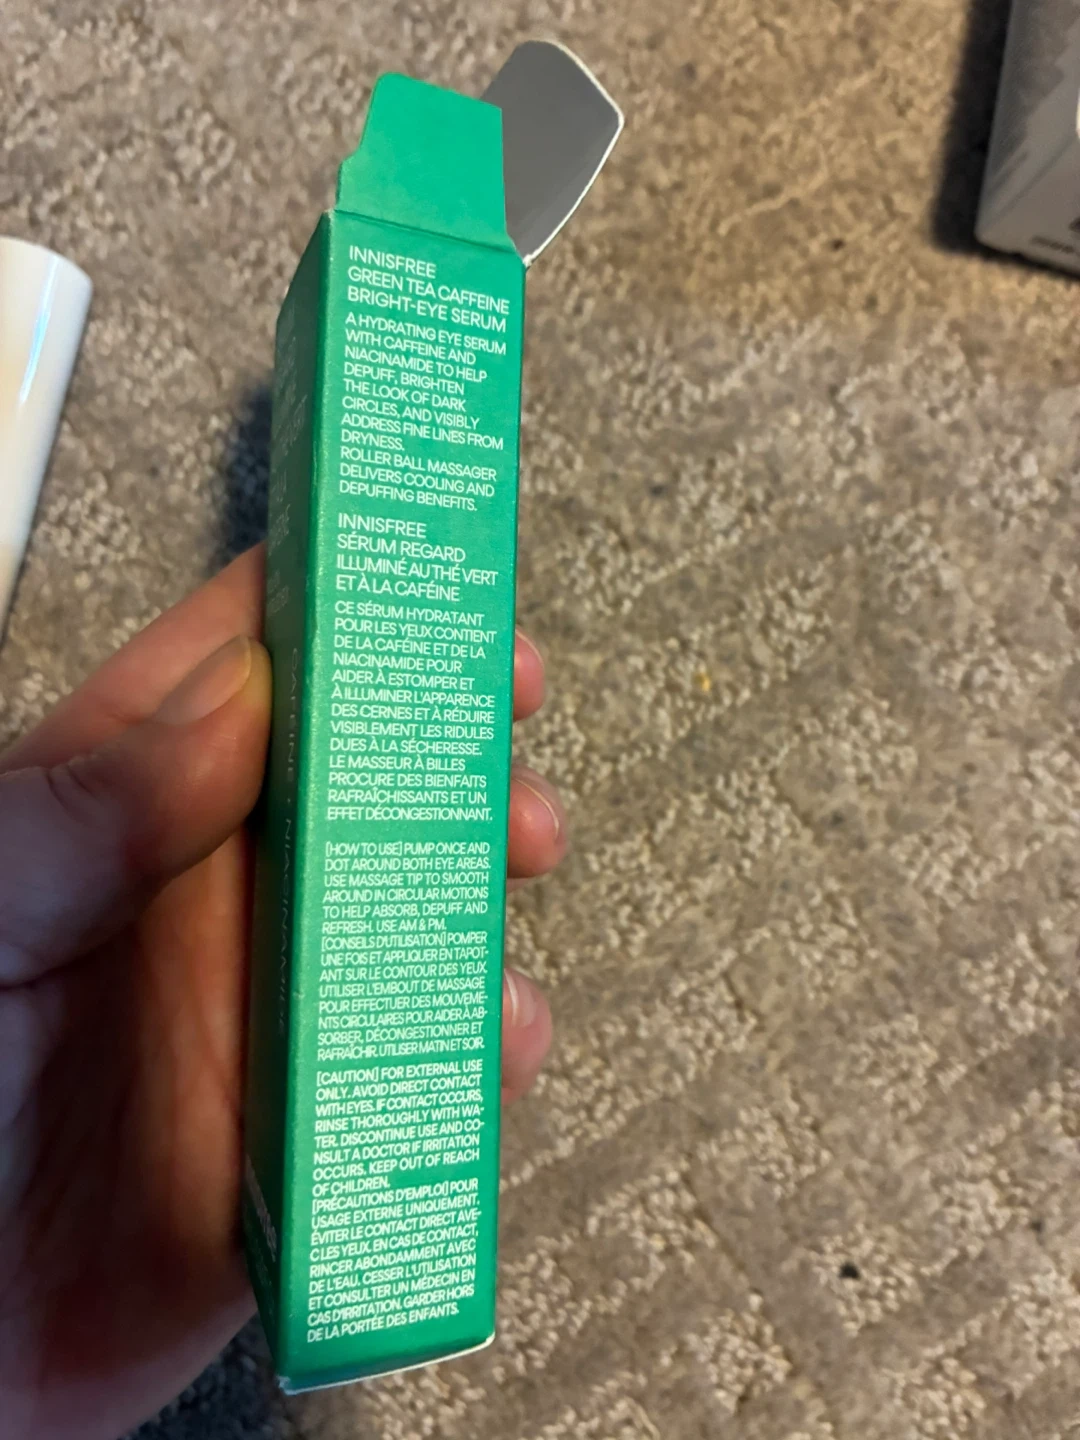 INNISFREE
GREEN TEA CAFFEINE
BRIGHT-EYE SERUM
A HYDRATING EYE SERUM
WITH CAFFEINE AND
NIACINAMIDE TO HELP
DEPUFF, BRIGHTEN
THE LOOK OF DARK
CIRCLES, AND VISIBLY
ADDRESS FINE LINES FROM
DRYNESS.
ROLLER BALL MASSAGER
DELIVERS COOLING AND
DEPUFFING BENEFITS.
INNISFREE
SÉRUM REGARD
ILLUMINÉ AU THÉ VERT
ET À LA CAFÉINE
CE SÉRUM HYDRATANT
POUR LES YEUX CONTIENT
DE LA CAFÉINE ET DE LA
NIACINAMIDE POUR
AIDER À ESTOMPER ET
À ILLUMINER L'APPARENCE
DES CERNES ET À RÉDUIRE
VISIBLEMENT LES RIDULES
DUES À LA SÉCHERESSE.
LE MASSEUR À BILLES
PROCURE DES BIENFAITS
RAFRAÎCHISSANTS ET UN
EFFET DÉCONGESTIONNANT.
[HOW TO USE] PUMP ONCE AND
DOT AROUND BOTH EYE AREAS.
USE MASSAGE TIP TO SMOOTH
AROUND IN CIRCULAR MOTIONS
TO HELP ABSORB, DEPUFF AND
REFRESH. USE AM & PM.
[CONSEILS D'UTILISATION] POMPER
UNE FOIS ET APPLIQUER EN TAPOT-
ANT SUR LE CONTOUR DES YEUX.
UTILISER L'EMBOUT DE MASSAGE
POUR EFFECTUER DES MOUVEME-
NTS CIRCULAIRES POUR AIDER À AB-
SORBER, DÉCONGESTIONNER ET
RAFRAÎCHIR. UTILISER MATIN ET SOIR.
[CAUTION] FOR EXTERNAL USE
ONLY. AVOID DIRECT CONTACT
WITH EYES. IF CONTACT OCCURS,
RINSE THOROUGHLY WITH WA-
TER. DISCONTINUE USE AND CO-
NSULT A DOCTOR IF IRRITATION
OCCURS. KEEP OUT OF REACH
OF CHILDREN.
[PRÉCAUTIONS D'EMPLOI] POUR
USAGE EXTERNE UNIQUEMENT.
ÉVITER LE CONTACT DIRECT AVE-
C LES YEUX. EN CAS DE CONTACT,
RINCER ABONDAMMENT AVEC
DE L'EAU. CESSER L'UTILISATION
ET CONSULTER UN MÉDECIN EN
CAS D'IRRITATION. GARDER HORS
DE LA PORTÉE DES ENFANTS.
CAFEINE · NIACINAMIDE